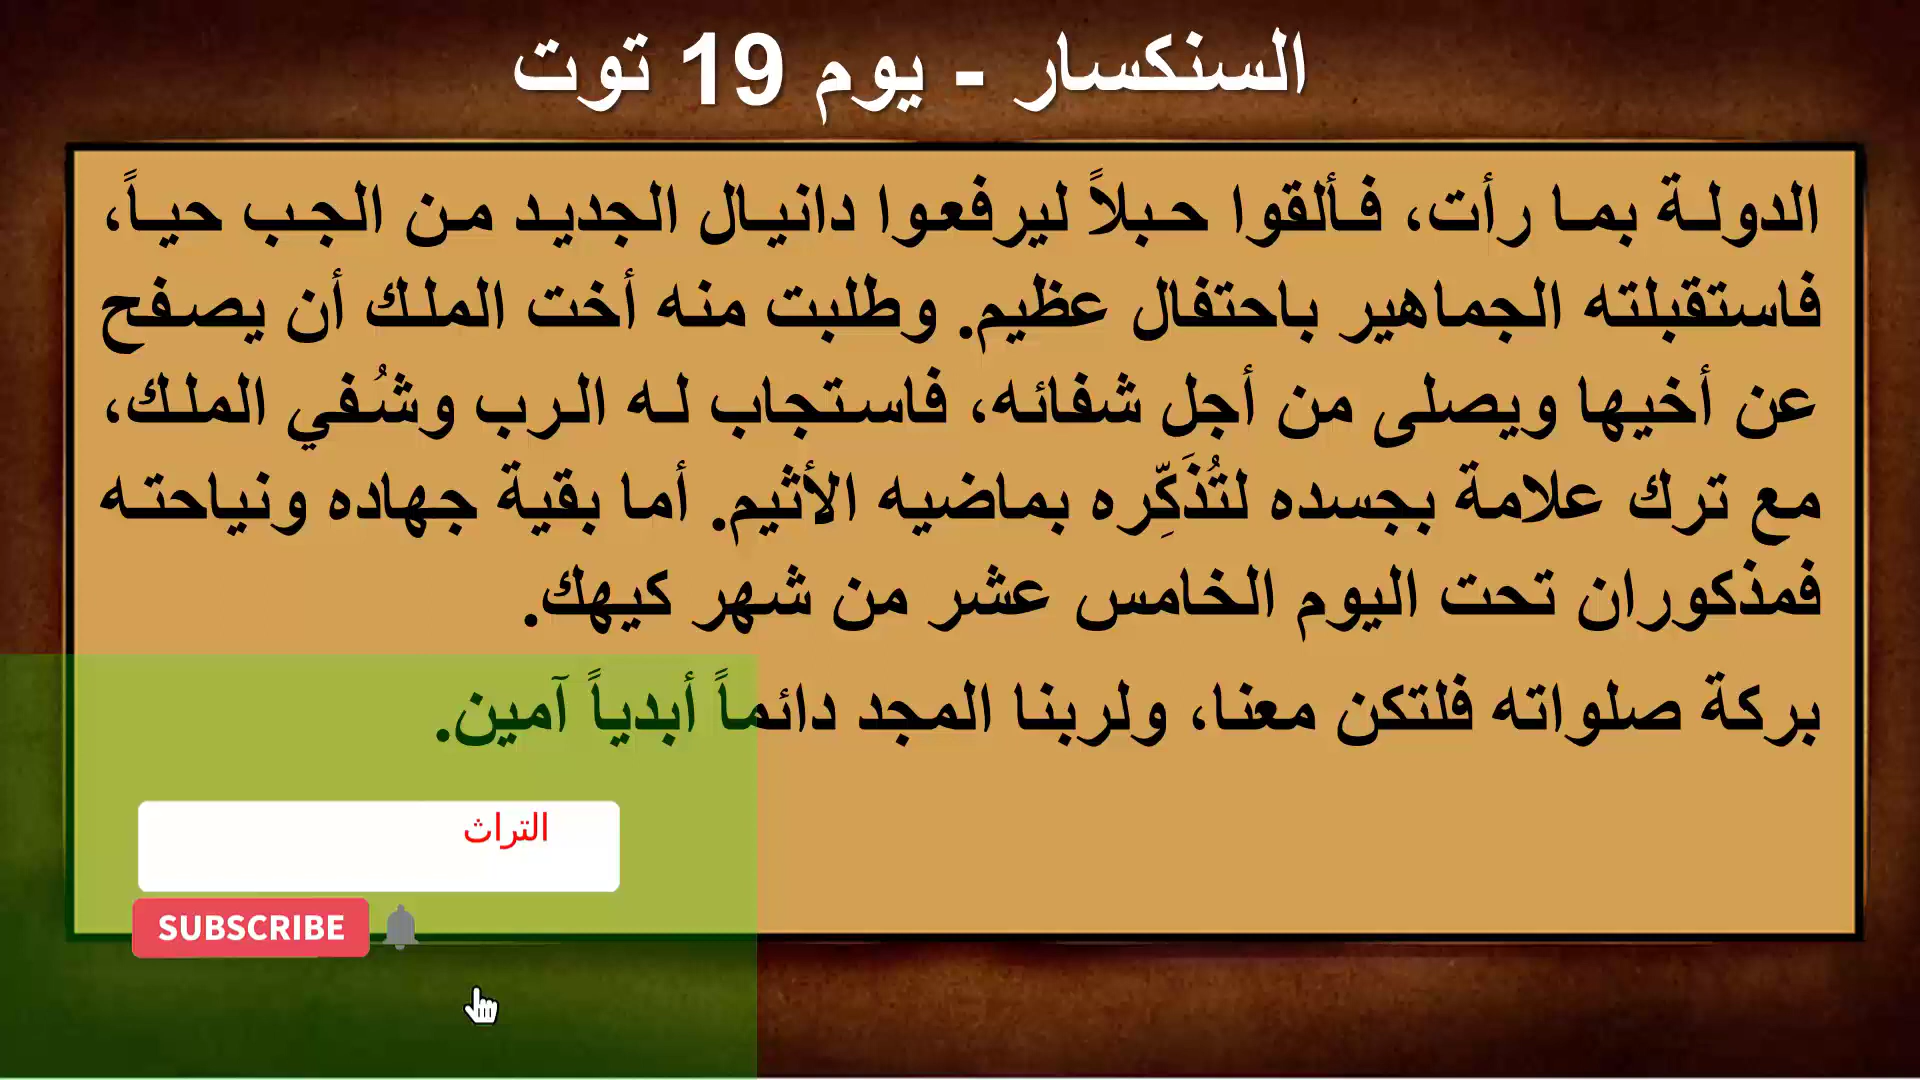 السنكسار - يوم 19 توت
الدولة بما رأت، فألقوا حبلاً ليرفعوا دانيال الجديد من الجب حياً،
فاستقبلته الجماهير باحتفال عظيم. وطلبت منه أخت الملك أن يصفح
عن أخيها ويصلى من أجل شفائه، فاستجاب له الرب وشُفي الملك،
مع ترك علامة بجسده لتُذَكِّره بماضيه الأثيم. أما بقية جهاده ونياحته
فمذكوران تحت اليوم الخامس عشر من شهر كيهك.
بركة صلواته فلتكن معنا، ولربنا المجد دائماً أبدياً آمين.
التراث
SUBSCRIBE